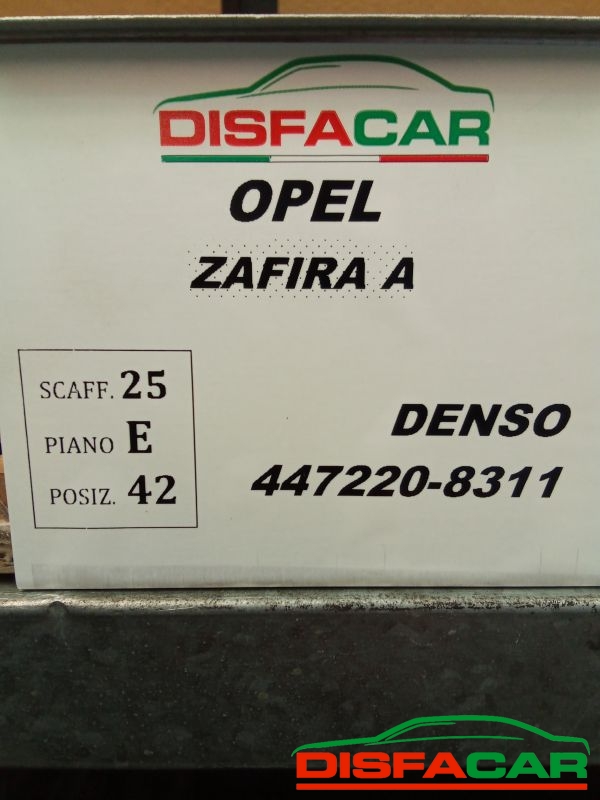 DISFACAR
OPEL
ZAFIRA A
SCAFF. 25
PIANO E
POSIZ. 42
DENSO
447220-8311
DISFACAR